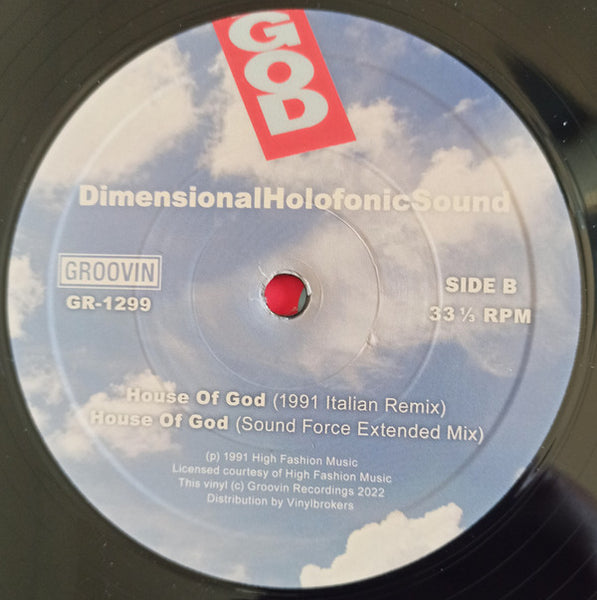 GOD
DimensionalHolofonicSound
GROOVIN
GR-1299
SIDE B
33 ⅓ RPM
House Of God (1991 Italian Remix)
House Of God (Sound Force Extended Mix)
(p) 1991 High Fashion Music
Licensed courtesy of High Fashion Music
This vinyl (c) Groovin Recordings 2022
Distribution by Vinylbrokers